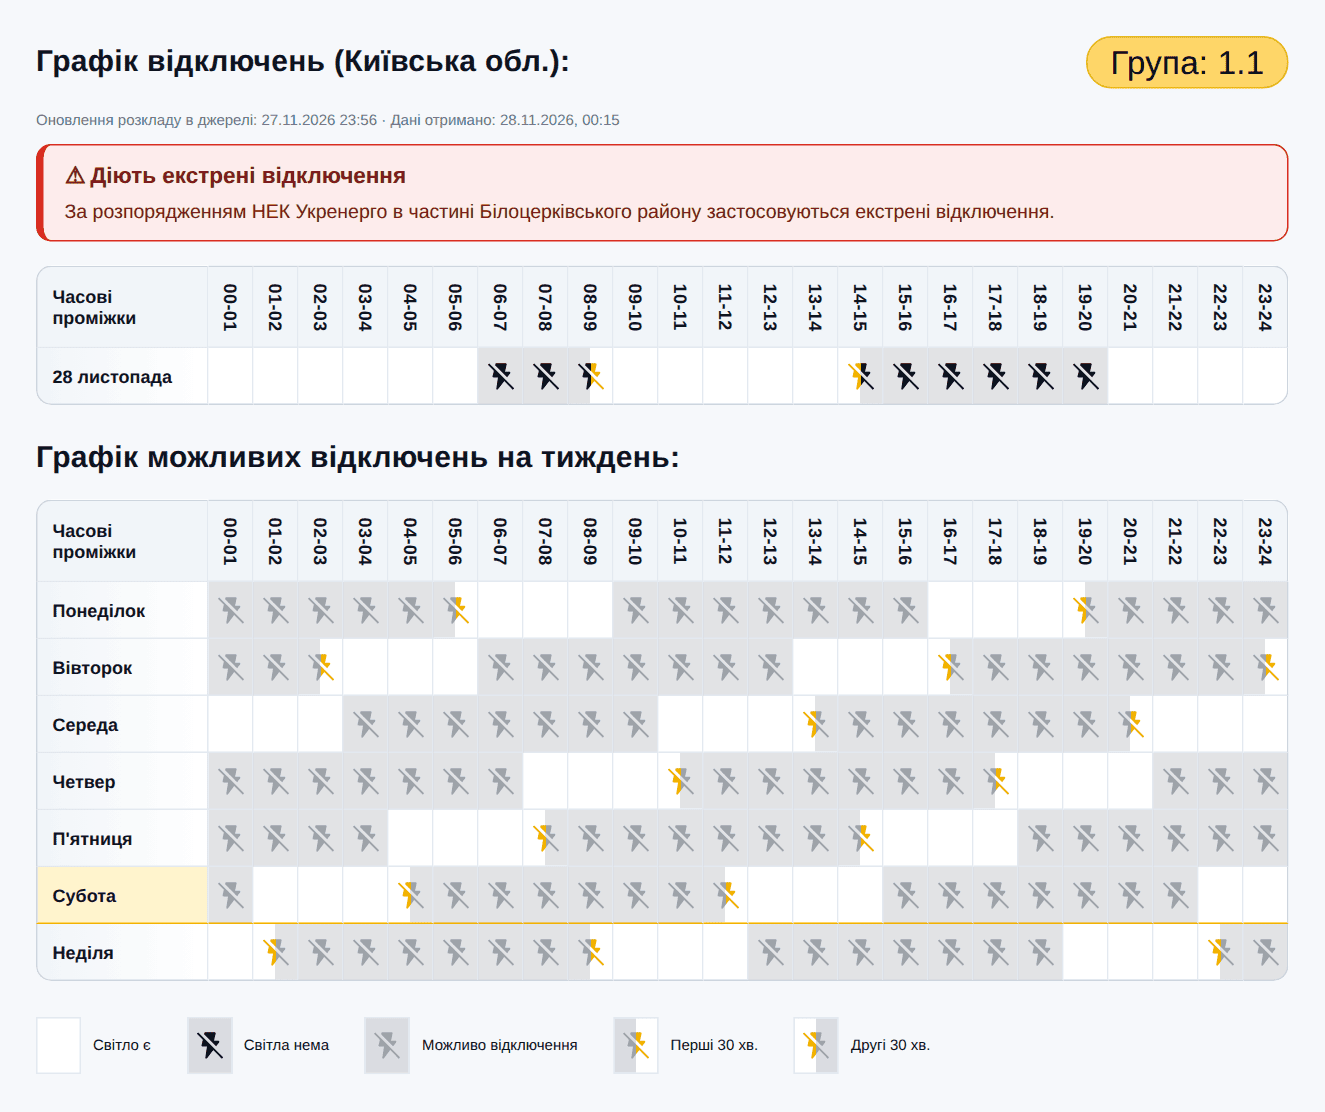 Графік відключень (Київська обл.):
Група: 1.1
Оновлення розкладу в джерелі: 27.11.2026 23:56 · Дані отримано: 28.11.2026, 00:15
⚠ Діють екстрені відключення
За розпорядженням НЕК Укренерго в частині Білоцерківського району застосовуються екстрені відключення.
Часові проміжки 00-01 01-02 02-03 03-04 04-05 05-06 06-07 07-08 08-09 09-10 10-11 11-12 12-13 13-14 14-15 15-16 16-17 17-18 18-19 19-20 20-21 21-22 22-23 23-24
28 листопада
Графік можливих відключень на тиждень:
Часові проміжки 00-01 01-02 02-03 03-04 04-05 05-06 06-07 07-08 08-09 09-10 10-11 11-12 12-13 13-14 14-15 15-16 16-17 17-18 18-19 19-20 20-21 21-22 22-23 23-24
Понеділок
Вівторок
Середа
Четвер
П'ятниця
Субота
Неділя
Світло є Світла нема Можливо відключення Перші 30 хв. Другі 30 хв.